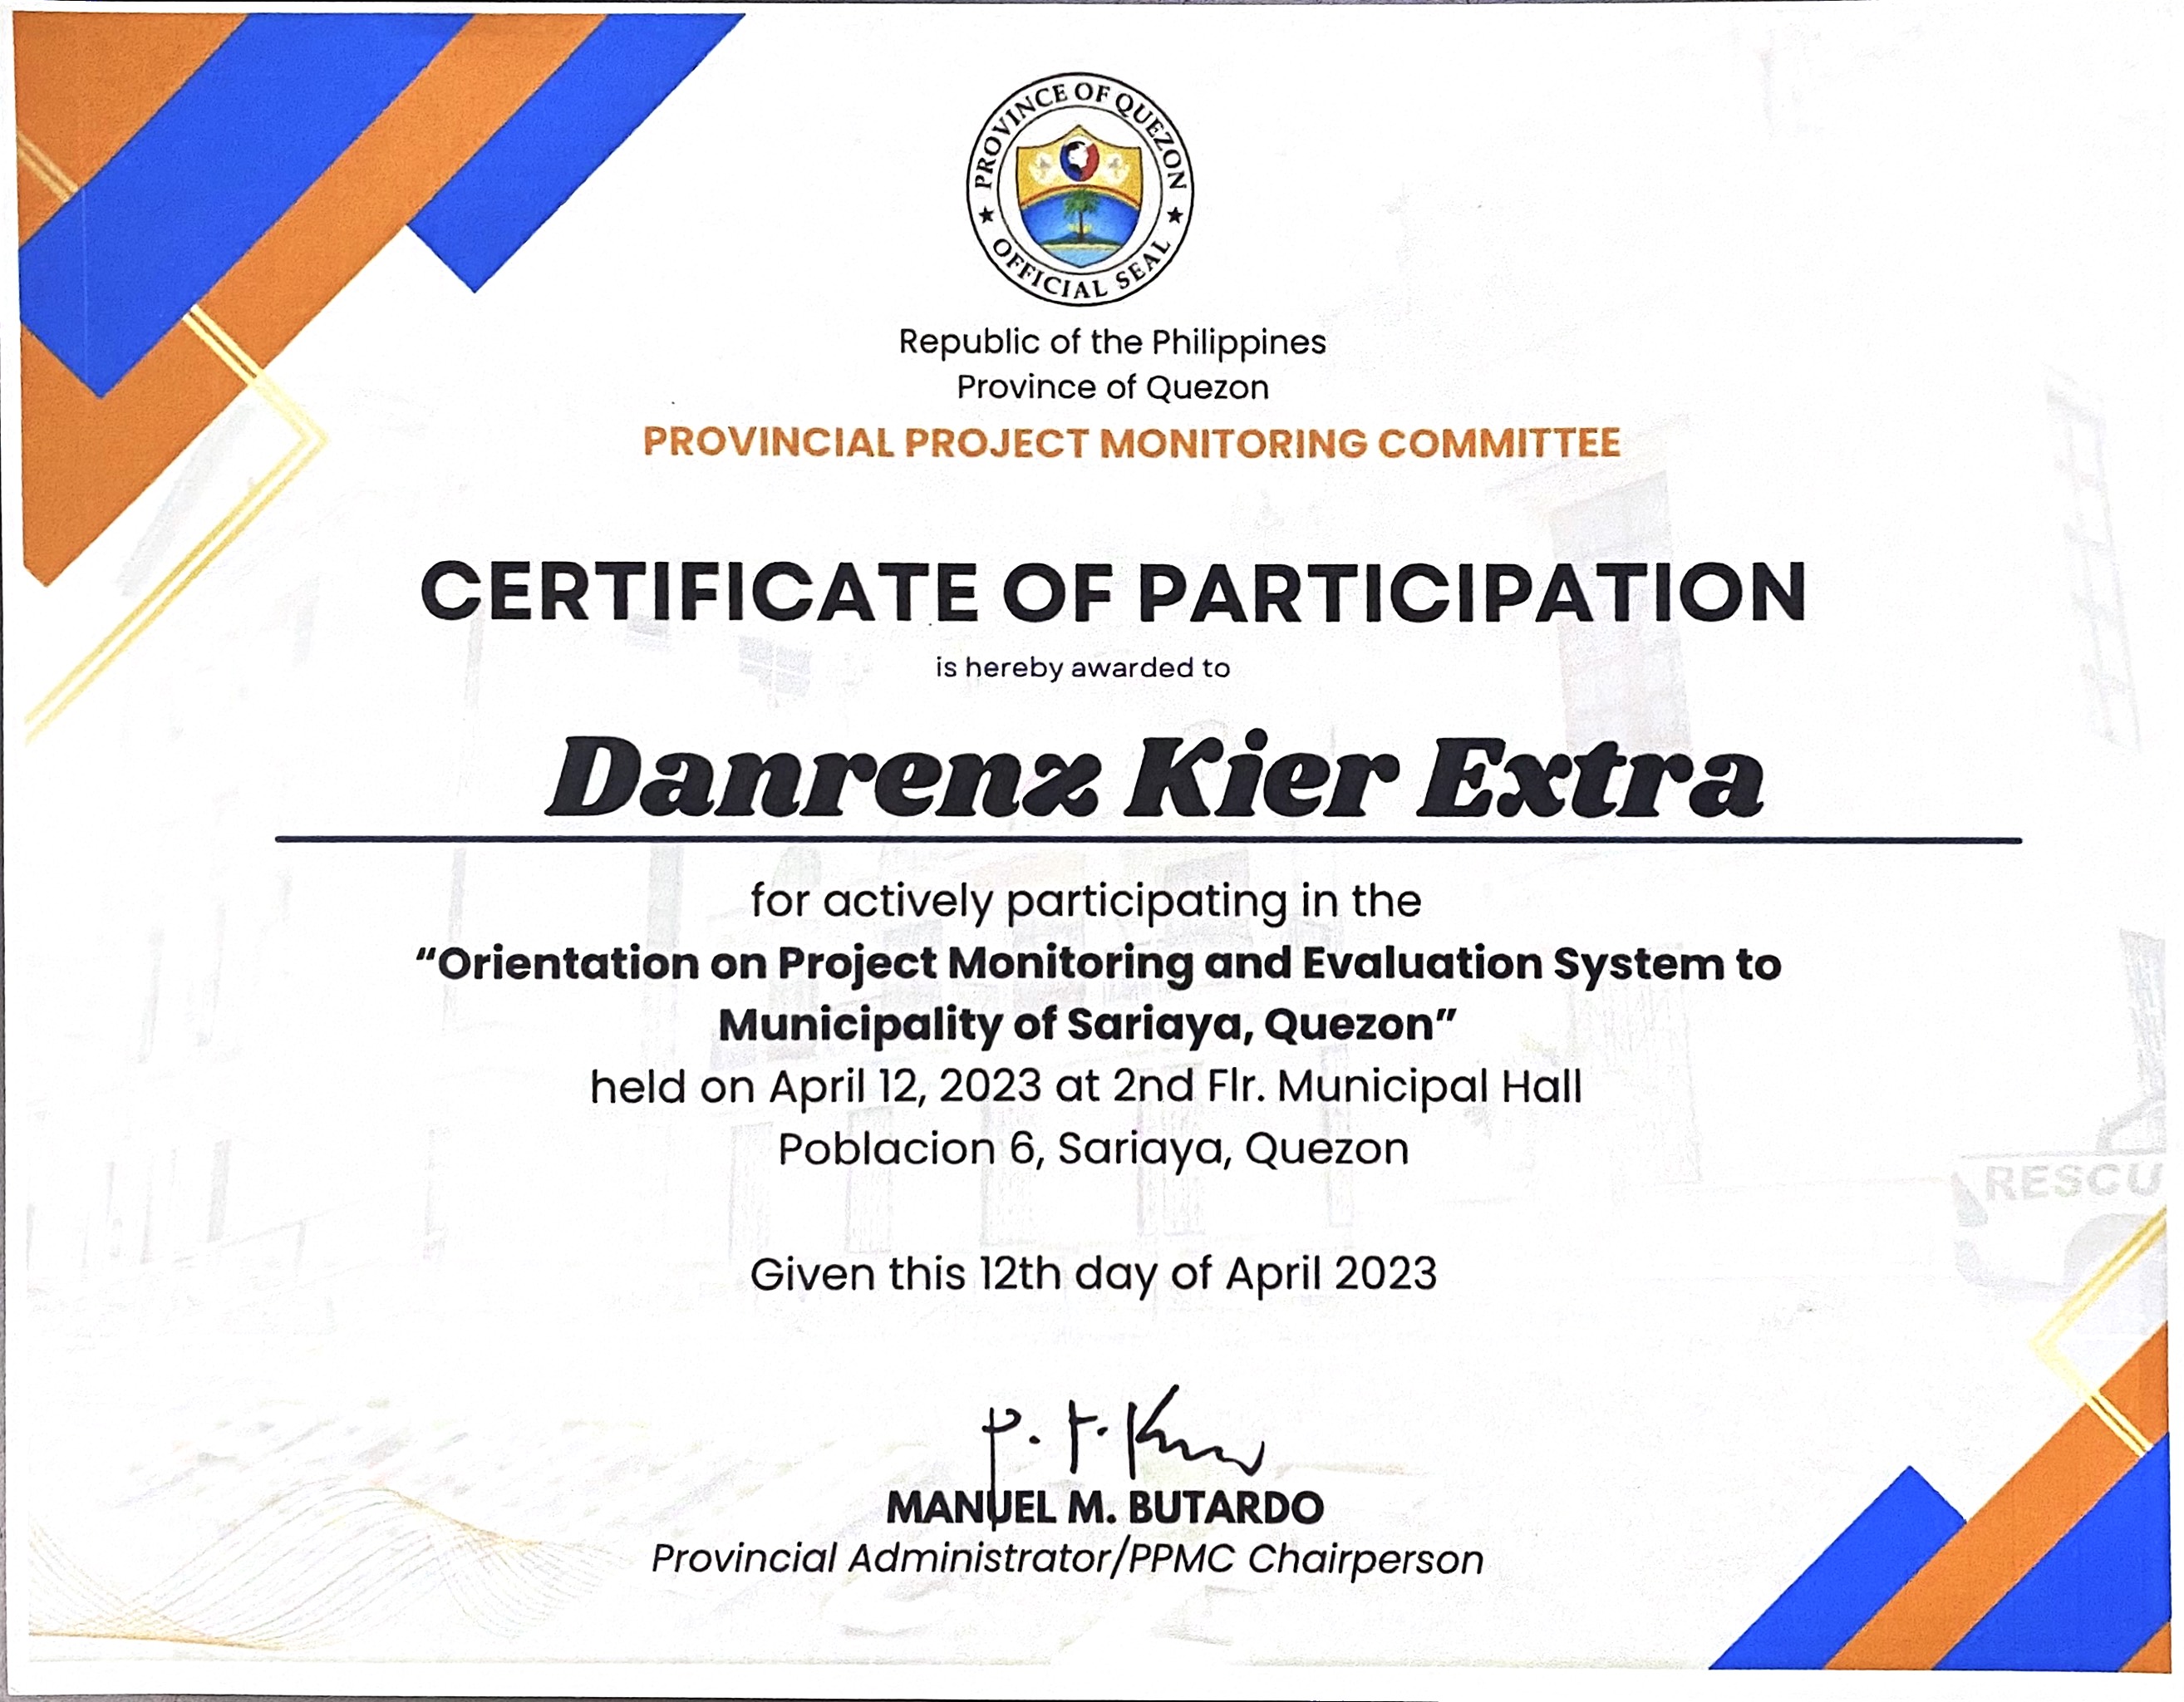 PROVINCE OF QUEZON
OFFICIAL SEAL
Republic of the Philippines
Province of Quezon
PROVINCIAL PROJECT MONITORING COMMITTEE
CERTIFICATE OF PARTICIPATION
is hereby awarded to
Danrenz Kier Extra
for actively participating in the
“Orientation on Project Monitoring and Evaluation System to
Municipality of Sariaya, Quezon”
held on April 12, 2023 at 2nd Flr. Municipal Hall
Poblacion 6, Sariaya, Quezon
RESCU
Given this 12th day of April 2023
MANUEL M. BUTARDO
Provincial Administrator/PPMC Chairperson